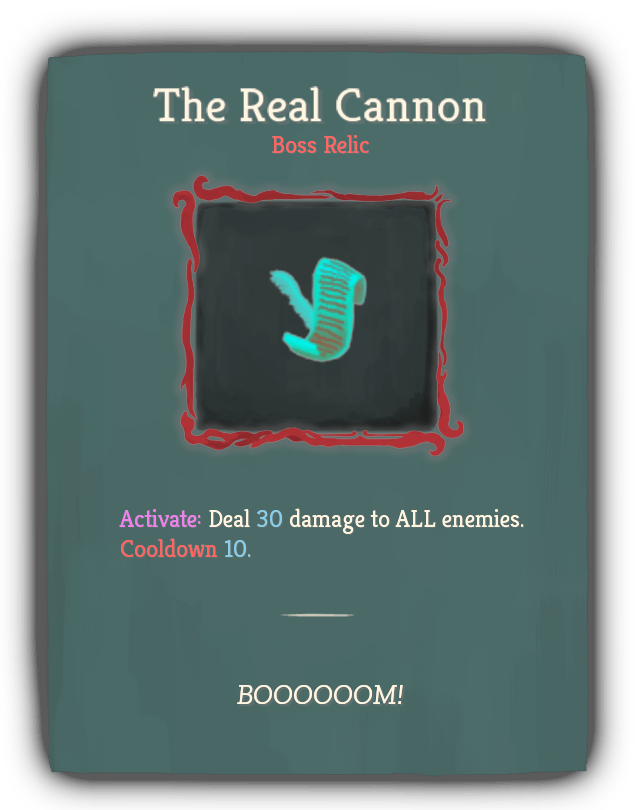 The Real Cannon
Boss Relic
Activate: Deal 30 damage to ALL enemies.
Cooldown 10.
BOOOOOOM!